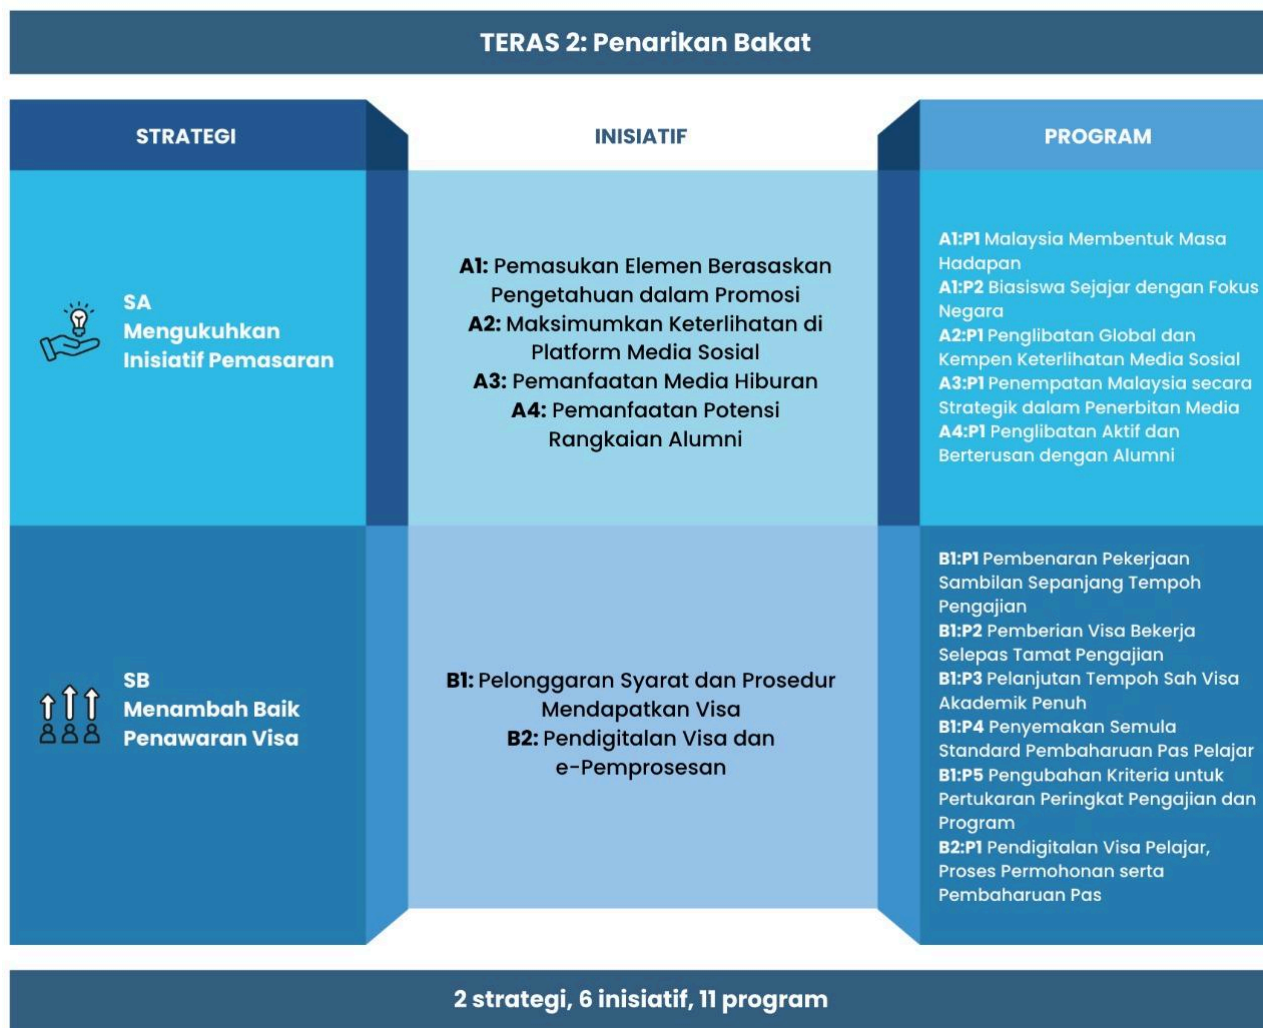 TERAS 2: Penarikan Bakat
STRATEGI
INISIATIF
PROGRAM
SA
Mengukuhkan
Inisiatif Pemasaran
A1: Pemasukan Elemen Berasaskan
Pengetahuan dalam Promosi
A2: Maksimumkan Keterlihatan di
Platform Media Sosial
A3: Pemanfaatan Media Hiburan
A4: Pemanfaatan Potensi
Rangkaian Alumni
A1:P1 Malaysia Membentuk Masa
Hadapan
A1:P2 Biasiswa Sejajar dengan Fokus
Negara
A2:P1 Penglibatan Global dan
Kempen Keterlihatan Media Sosial
A3:P1 Penempatan Malaysia secara
Strategik dalam Penerbitan Media
A4:P1 Penglibatan Aktif dan
Berterusan dengan Alumni
SB
Menambah Baik
Penawaran Visa
B1: Pelonggaran Syarat dan Prosedur
Mendapatkan Visa
B2: Pendigitalan Visa dan
e-Pemprosesan
B1:P1 Pembenaran Pekerjaan
Sambilan Sepanjang Tempoh
Pengajian
B1:P2 Pemberian Visa Bekerja
Selepas Tamat Pengajian
B1:P3 Pelanjutan Tempoh Sah Visa
Akademik Penuh
B1:P4 Penyemakan Semula
Standard Pembaharuan Pas Pelajar
B1:P5 Pengubahan Kriteria untuk
Pertukaran Peringkat Pengajian dan
Program
B2:P1 Pendigitalan Visa Pelajar,
Proses Permohonan serta
Pembaharuan Pas
2 strategi, 6 inisiatif, 11 program